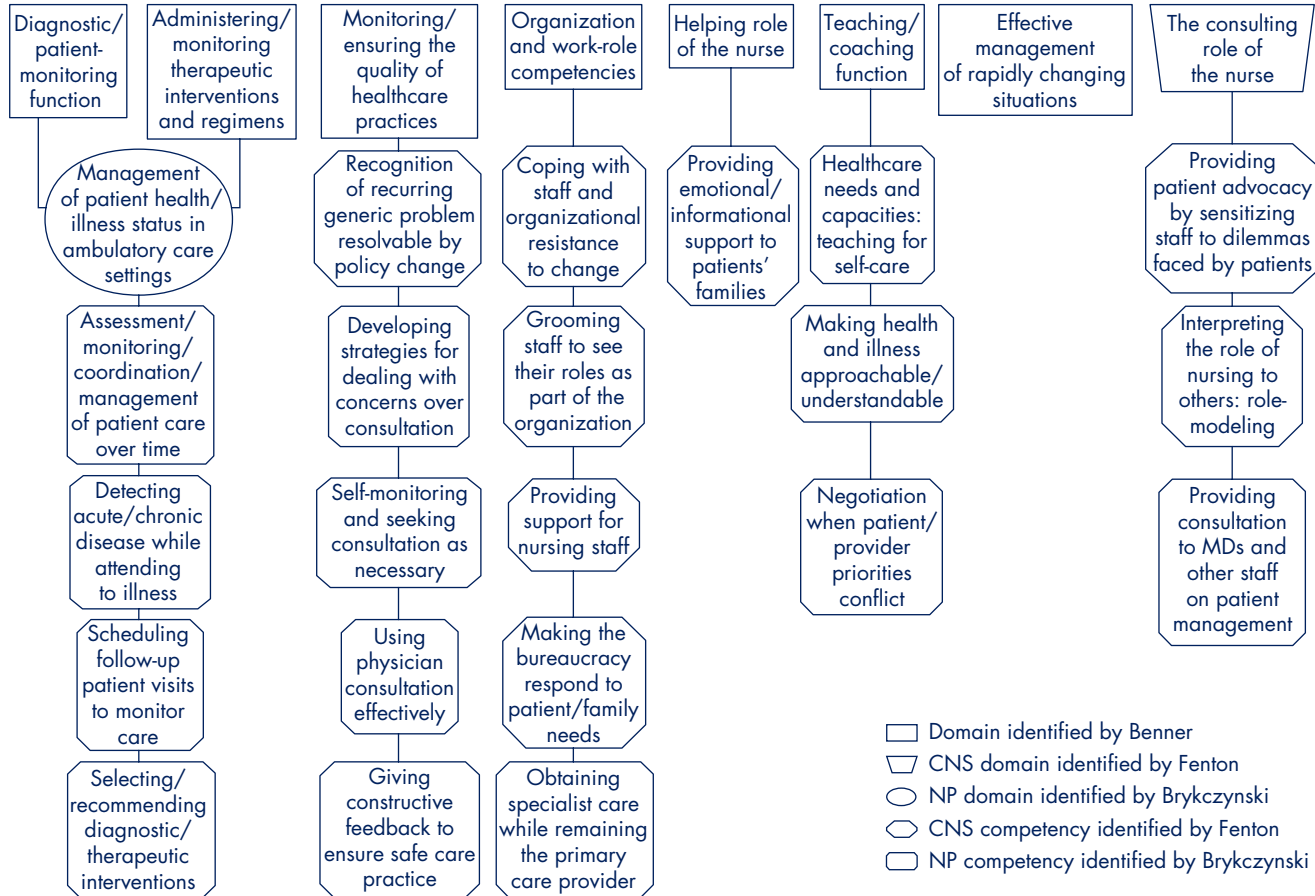 Diagnostic/
patient-
monitoring
function
Administering/
monitoring
therapeutic
interventions
and regimens
Monitoring/
ensuring the
quality of
healthcare
practices
Organization
and work-role
competencies
Helping role
of the nurse
Teaching/
coaching
function
Effective
management
of rapidly changing
situations
The consulting
role of
the nurse
Management
of patient health/
illness status in
ambulatory care
settings
Recognition
of recurring
generic problem
resolvable by
policy change
Coping with
staff and
organizational
resistance
to change
Providing
emotional/
informational
support to
patients’
families
Healthcare
needs and
capacities:
teaching for
self-care
Providing
patient advocacy
by sensitizing
staff to dilemmas
faced by patients
Assessment/
monitoring/
coordination/
management
of patient care
over time
Developing
strategies for
dealing with
concerns over
consultation
Grooming
staff to see
their roles as
part of the
organization
Making health
and illness
approachable/
understandable
Interpreting
the role of
nursing to
others: role-
modeling
Detecting
acute/chronic
disease while
attending
to illness
Self-monitoring
and seeking
consultation as
necessary
Providing
support for
nursing staff
Negotiation
when patient/
provider
priorities
conflict
Providing
consultation
to MDs and
other staff
on patient
management
Scheduling
follow-up
patient visits
to monitor
care
Using
physician
consultation
effectively
Making the
bureaucracy
respond to
patient/family
needs
Selecting/
recommending
diagnostic/
therapeutic
interventions
Giving
constructive
feedback to
ensure safe care
practice
Obtaining
specialist care
while remaining
the primary
care provider
Domain identified by Benner
CNS domain identified by Fenton
NP domain identified by Brykczynski
CNS competency identified by Fenton
NP competency identified by Brykczynski